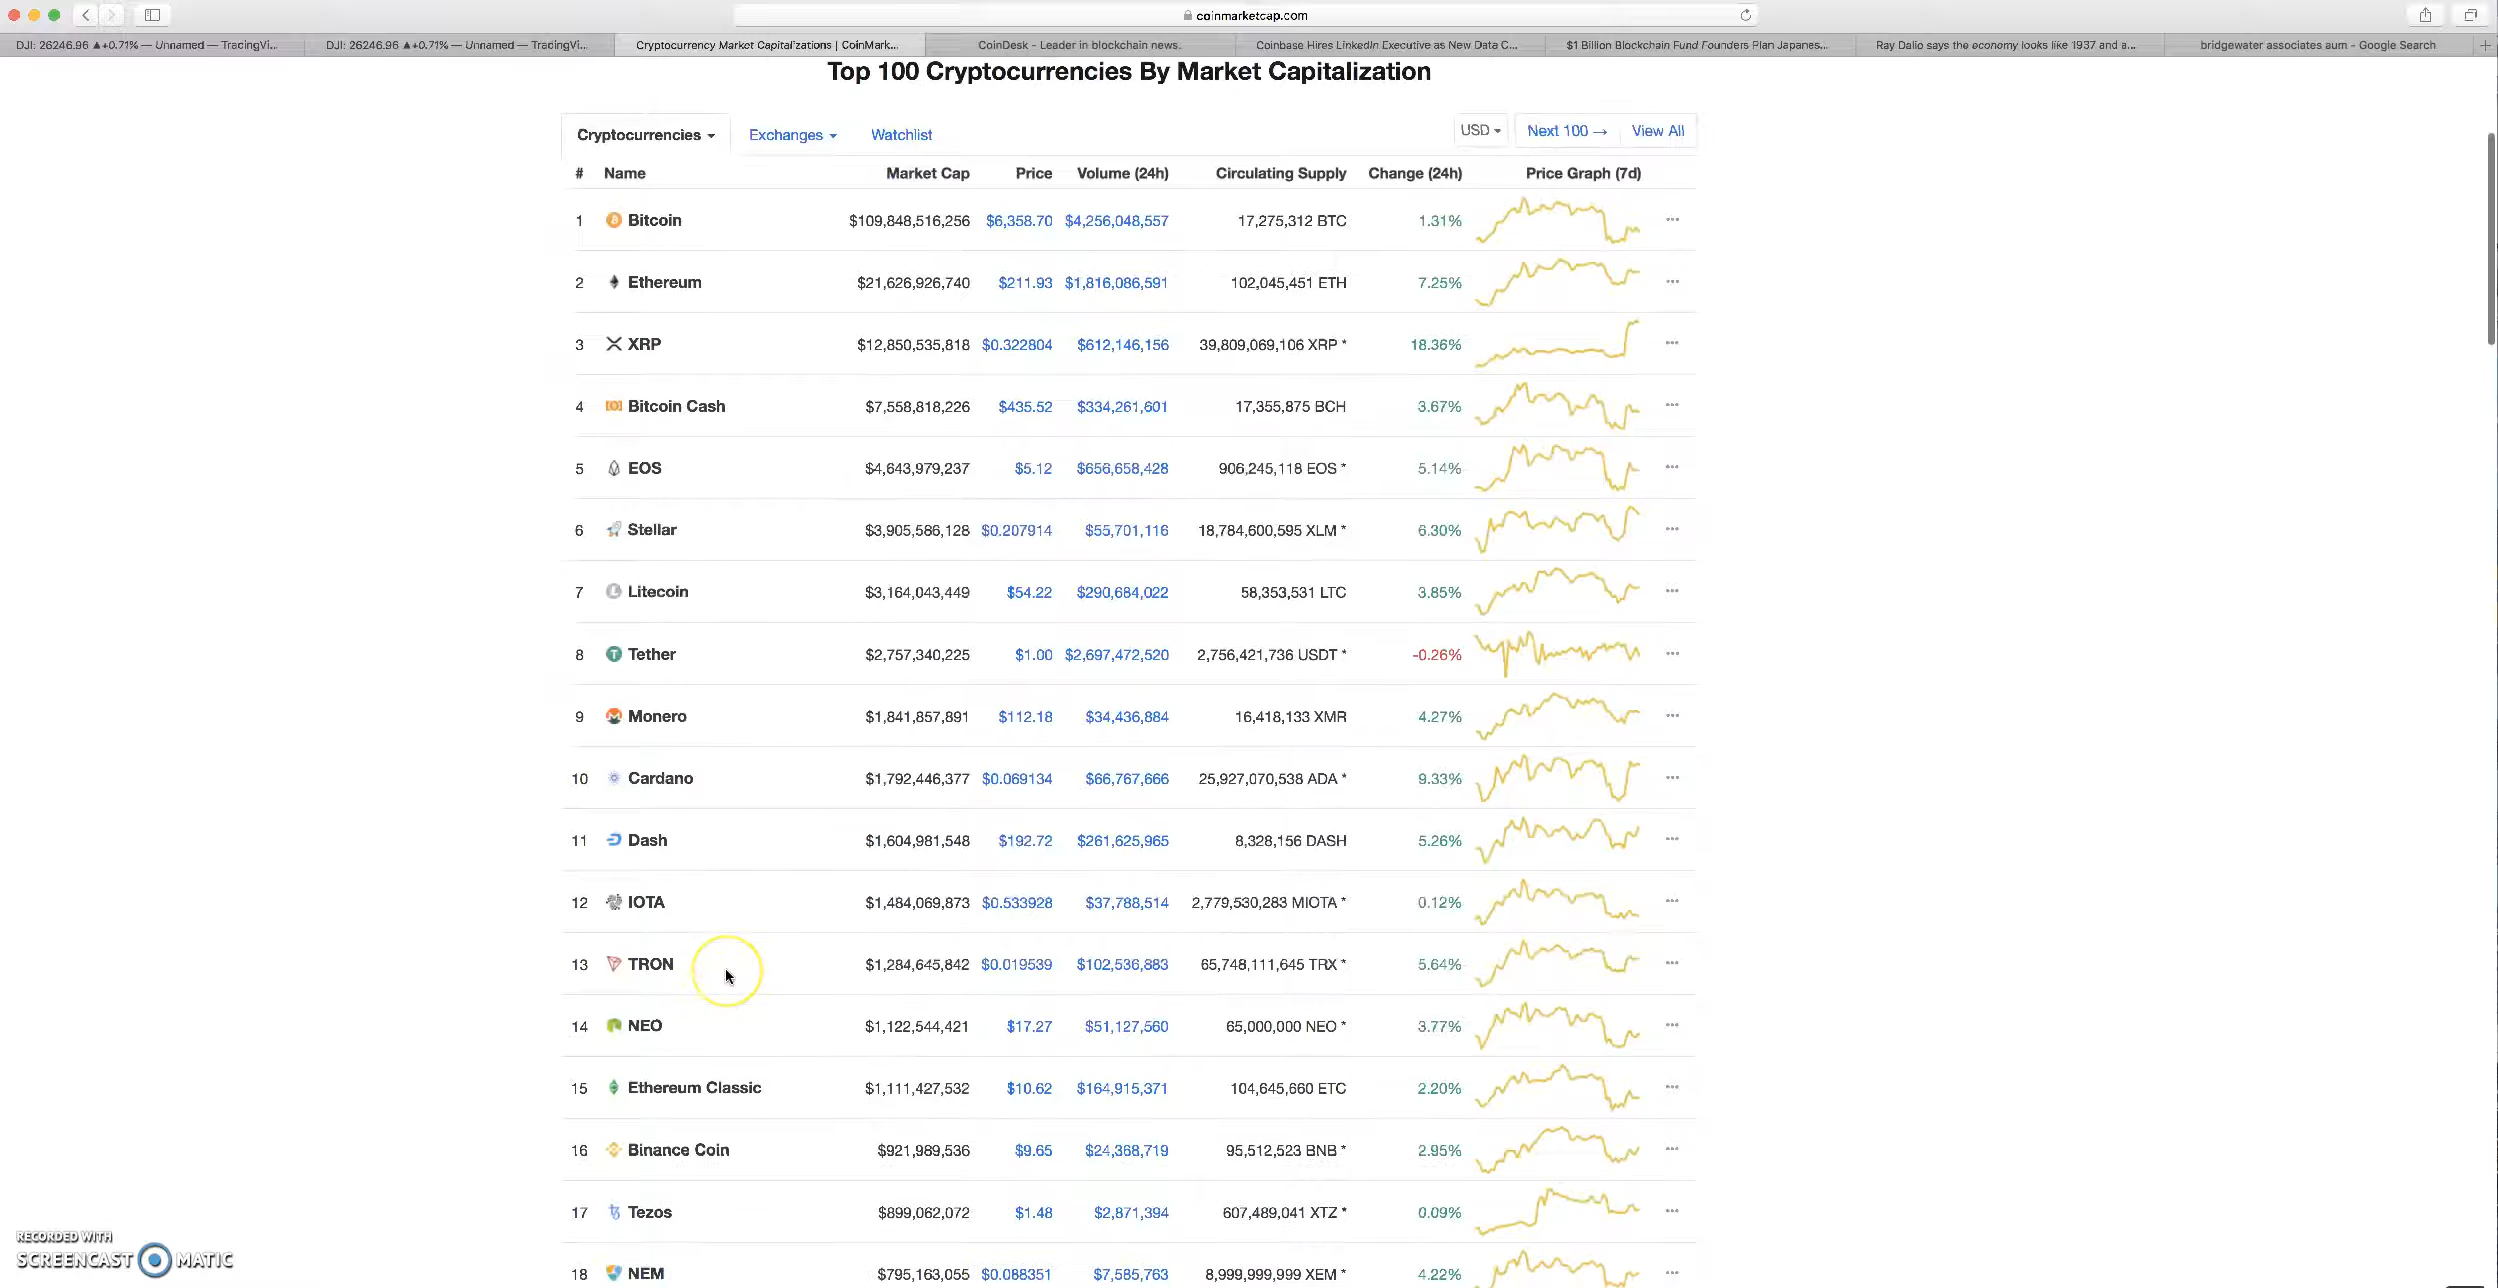 coinmarketcap.com
DJI: 26246.96 ▲+0.71% — Unnamed — TradingVi... DJI: 26246.96 ▲+0.71% — Unnamed — TradingVi... Cryptocurrency Market Capitalizations | CoinMark... CoinDesk - Leader in blockchain news. Coinbase Hires LinkedIn Executive as New Data C... $1 Billion Blockchain Fund Founders Plan Japanes... Ray Dalio says the economy looks like 1937 and a... bridgewater associates aum - Google Search
Top 100 Cryptocurrencies By Market Capitalization
Cryptocurrencies Exchanges Watchlist USD Next 100 → View All
# Name Market Cap Price Volume (24h) Circulating Supply Change (24h) Price Graph (7d)
1 Bitcoin $109,848,516,256 $6,358.70 $4,256,048,557 17,275,312 BTC 1.31%
2 Ethereum $21,626,926,740 $211.93 $1,816,086,591 102,045,451 ETH 7.25%
3 XRP $12,850,535,818 $0.322804 $612,146,156 39,809,069,106 XRP * 18.36%
4 Bitcoin Cash $7,558,818,226 $435.52 $334,261,601 17,355,875 BCH 3.67%
5 EOS $4,643,979,237 $5.12 $656,658,428 906,245,118 EOS * 5.14%
6 Stellar $3,905,586,128 $0.207914 $55,701,116 18,784,600,595 XLM * 6.30%
7 Litecoin $3,164,043,449 $54.22 $290,684,022 58,353,531 LTC 3.85%
8 Tether $2,757,340,225 $1.00 $2,697,472,520 2,756,421,736 USDT * -0.26%
9 Monero $1,841,857,891 $112.18 $34,436,884 16,418,133 XMR 4.27%
10 Cardano $1,792,446,377 $0.069134 $66,767,666 25,927,070,538 ADA * 9.33%
11 Dash $1,604,981,548 $192.72 $261,625,965 8,328,156 DASH 5.26%
12 IOTA $1,484,069,873 $0.533928 $37,788,514 2,779,530,283 MIOTA * 0.12%
13 TRON $1,284,645,842 $0.019539 $102,536,883 65,748,111,645 TRX * 5.64%
14 NEO $1,122,544,421 $17.27 $51,127,560 65,000,000 NEO * 3.77%
15 Ethereum Classic $1,111,427,532 $10.62 $164,915,371 104,645,660 ETC 2.20%
16 Binance Coin $921,989,536 $9.65 $24,368,719 95,512,523 BNB * 2.95%
17 Tezos $899,062,072 $1.48 $2,871,394 607,489,041 XTZ * 0.09%
18 NEM $795,163,055 $0.088351 $7,585,763 8,999,999,999 XEM * 4.22%
RECORDED WITH
SCREENCAST MATIC